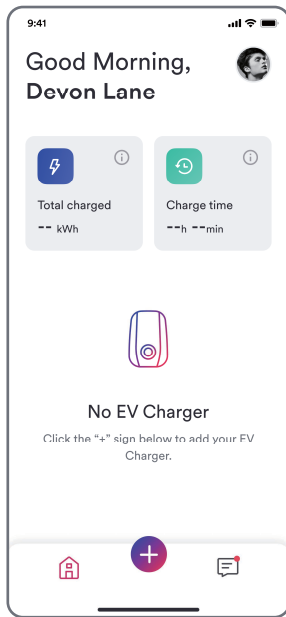 9:41
Good Morning,
Devon Lane
Total charged
-- kWh
Charge time
--h --min
No EV Charger
Click the “+” sign below to add your EV
Charger.